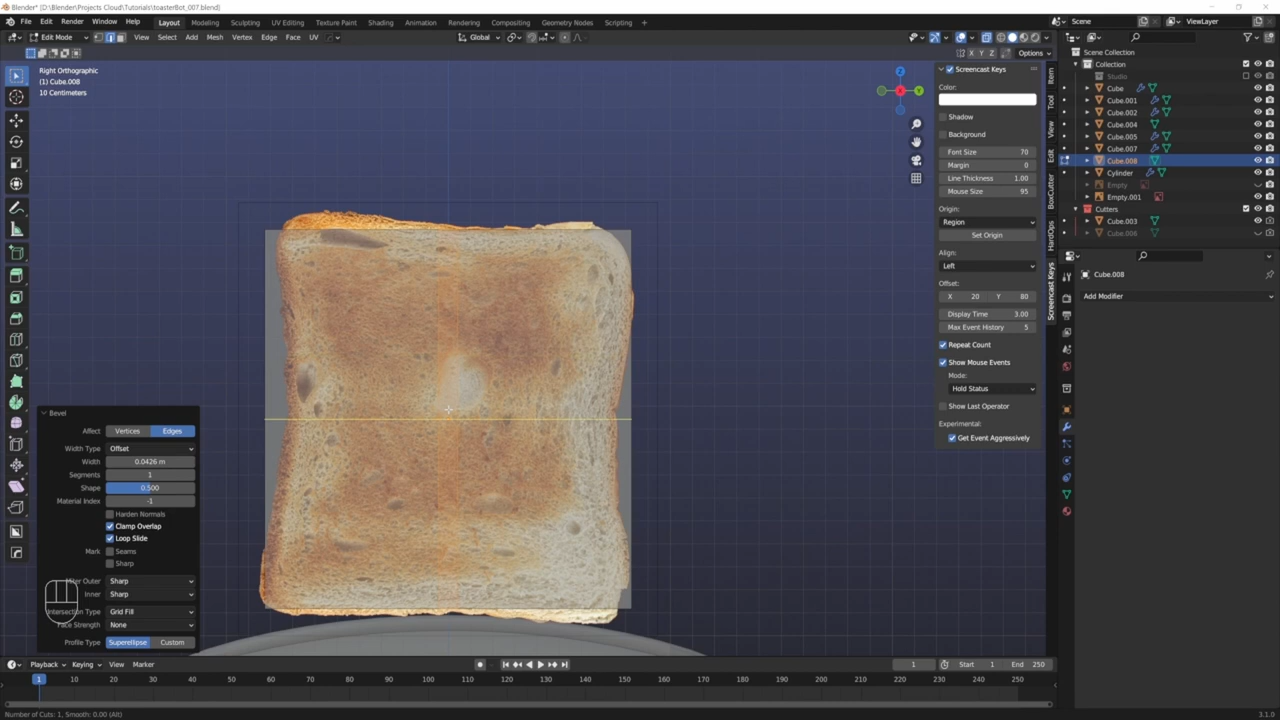 Blender* [D:\Blender\Projects Cloud\Tutorials\toasterBot_007.blend]
File Edit Render Window Help Layout Modeling Sculpting UV Editing Texture Paint Shading Animation Rendering Compositing Geometry Nodes Scripting + Scene ViewLayer
Edit Mode View Select Add Mesh Vertex Edge Face UV Global
X Y Z Options
Right Orthographic
(1) Cube.008
10 Centimeters
Bevel
Affect Vertices Edges
Width Type Offset
Width 0.0426 m
Segments 1
Shape 0.500
Material Index -1
Harden Normals
Clamp Overlap
Loop Slide
Mark Seams
Sharp
Outer Sharp
Inner Sharp
Intersection Type Grid Fill
Face Strength None
Profile Type Superellipse Custom
Screencast Keys
Color:
Shadow
Background
Font Size 70
Margin 0
Line Thickness 1.00
Mouse Size 95
Origin:
Region
Set Origin
Align:
Left
Offset:
X 20 Y 80
Display Time 3.00
Max Event History 5
Repeat Count
Show Mouse Events
Mode:
Hold Status
Show Last Operator
Experimental:
Get Event Aggressively
Item
Tool
View
Edit
BoxCutter
HardOps
Screencast Keys
Scene Collection
Collection
Studio
Cube
Cube.001
Cube.002
Cube.004
Cube.005
Cube.007
Cube.008
Cylinder
Empty
Empty.001
Cutters
Cube.003
Cube.006
Cube.008
Add Modifier
Playback Keying View Marker 1 Start 1 End 250
1 10 20 30 40 50 60 70 80 90 100 110 120 130 140 150 160 170 180 190 200 210 220 230 240 250
Number of Cuts: 1, Smooth: 0.00 (Alt) 3.1.0